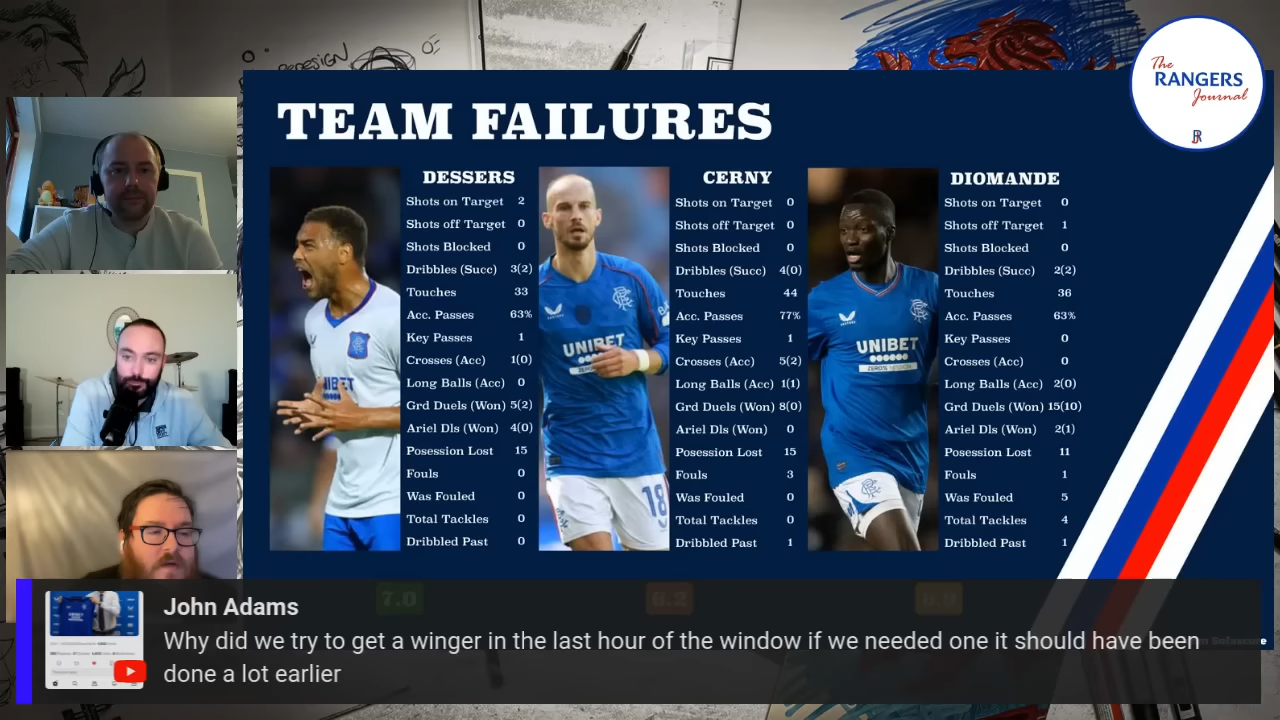 REDESIGN
The
RANGERS
Journal
TEAM FAILURES
DESSERS
Shots on Target 2
Shots off Target 0
Shots Blocked 0
Dribbles (Succ) 3(2)
Touches 33
Acc. Passes 63%
Key Passes 1
Crosses (Acc) 1(0)
Long Balls (Acc) 0
Grd Duels (Won) 5(2)
Ariel Dls (Won) 4(0)
Posession Lost 15
Fouls 0
Was Fouled 0
Total Tackles 0
Dribbled Past 0
7.0
UNIBET
18
CERNY
Shots on Target 0
Shots off Target 0
Shots Blocked 0
Dribbles (Succ) 4(0)
Touches 44
Acc. Passes 77%
Key Passes 1
Crosses (Acc) 5(2)
Long Balls (Acc) 1(1)
Grd Duels (Won) 8(0)
Ariel Dls (Won) 0
Posession Lost 15
Fouls 3
Was Fouled 0
Total Tackles 0
Dribbled Past 1
6.2
UNIBET
DIOMANDE
Shots on Target 0
Shots off Target 1
Shots Blocked 0
Dribbles (Succ) 2(2)
Touches 36
Acc. Passes 63%
Key Passes 0
Crosses (Acc) 0
Long Balls (Acc) 2(0)
Grd Duels (Won) 15(10)
Ariel Dls (Won) 2(1)
Posession Lost 11
Fouls 1
Was Fouled 5
Total Tackles 4
Dribbled Past 1
John Adams
Why did we try to get a winger in the last hour of the window if we needed one it should have been
done a lot earlier